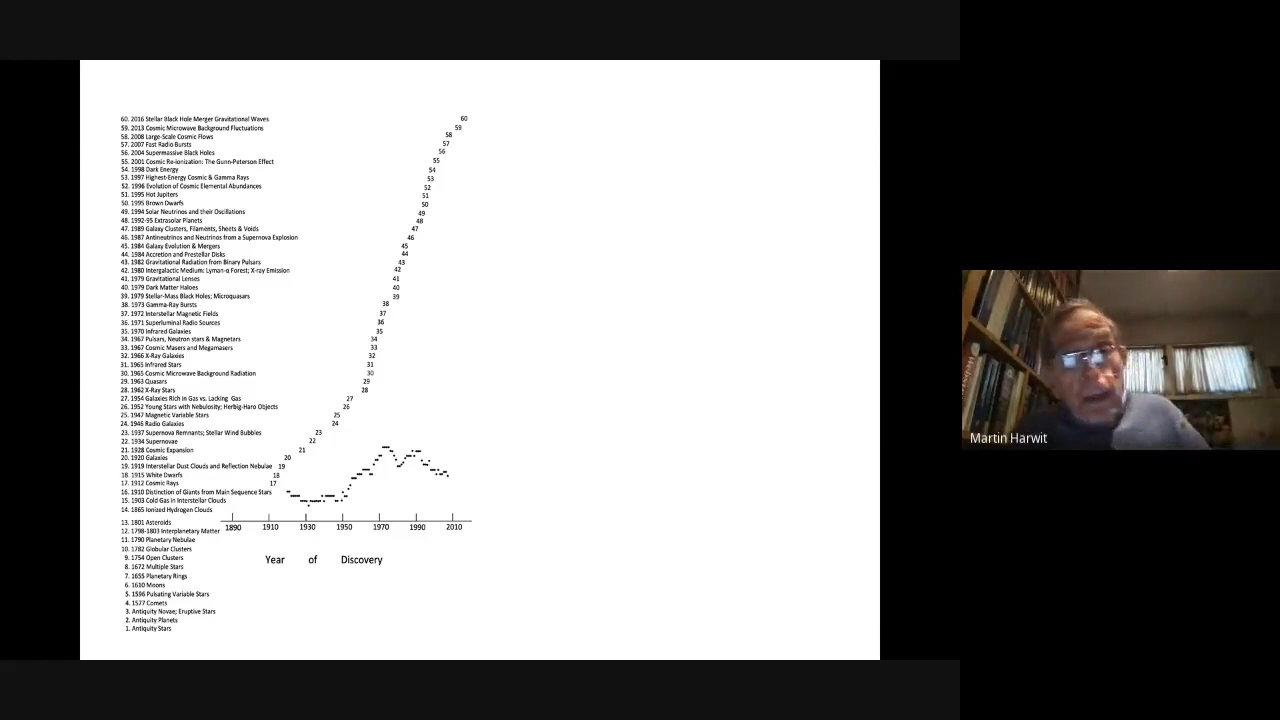 60. 2016 Stellar Black Hole Merger Gravitational Waves 60
59. 2013 Cosmic Microwave Background Fluctuations 59
58. 2008 Large-Scale Cosmic Flows 58
57. 2007 Fast Radio Bursts 57
56. 2004 Supermassive Black Holes 56
55. 2001 Cosmic Re-ionization: The Gunn-Peterson Effect 55
54. 1998 Dark Energy 54
53. 1997 Highest-Energy Cosmic & Gamma Rays 53
52. 1996 Evolution of Cosmic Elemental Abundances 52
51. 1995 Hot Jupiters 51
50. 1995 Brown Dwarfs 50
49. 1994 Solar Neutrinos and their Oscillations 49
48. 1992-95 Extrasolar Planets 48
47. 1989 Galaxy Clusters, Filaments, Sheets & Voids 47
46. 1987 Antineutrinos and Neutrinos from a Supernova Explosion 46
45. 1984 Galaxy Evolution & Mergers 45
44. 1984 Accretion and Prestellar Disks 44
43. 1982 Gravitational Radiation from Binary Pulsars 43
42. 1980 Intergalactic Medium: Lyman-α Forest; X-ray Emission 42
41. 1979 Gravitational Lenses 41
40. 1979 Dark Matter Haloes 40
39. 1979 Stellar-Mass Black Holes; Microquasars 39
38. 1973 Gamma-Ray Bursts 38
37. 1972 Interstellar Magnetic Fields 37
36. 1971 Superluminal Radio Sources 36
35. 1970 Infrared Galaxies 35
34. 1967 Pulsars, Neutron stars & Magnetars 34
33. 1967 Cosmic Masers and Megamasers 33
32. 1966 X-Ray Galaxies 32
31. 1965 Infrared Stars 31
30. 1965 Cosmic Microwave Background Radiation 30
29. 1963 Quasars 29
28. 1962 X-Ray Stars 28
27. 1954 Galaxies Rich in Gas vs. Lacking Gas 27
26. 1952 Young Stars with Nebulosity; Herbig-Haro Objects 26
25. 1947 Magnetic Variable Stars 25
24. 1946 Radio Galaxies 24
23. 1937 Supernova Remnants; Stellar Wind Bubbles 23
22. 1934 Supernovae 22
21. 1928 Cosmic Expansion 21
20. 1920 Galaxies 20
19. 1919 Interstellar Dust Clouds and Reflection Nebulae 19
18. 1915 White Dwarfs 18
17. 1912 Cosmic Rays 17
16. 1910 Distinction of Giants from Main Sequence Stars
15. 1903 Cold Gas in Interstellar Clouds
14. 1865 Ionized Hydrogen Clouds
13. 1801 Asteroids
12. 1798-1803 Interplanetary Matter
1890 1910 1930 1950 1970 1990 2010
11. 1790 Planetary Nebulae
10. 1782 Globular Clusters
9. 1754 Open Clusters
8. 1672 Multiple Stars
7. 1655 Planetary Rings
6. 1610 Moons
5. 1596 Pulsating Variable Stars
4. 1577 Comets
3. Antiquity Novae; Eruptive Stars
2. Antiquity Planets
1. Antiquity Stars
Year of Discovery
Martin Harwit